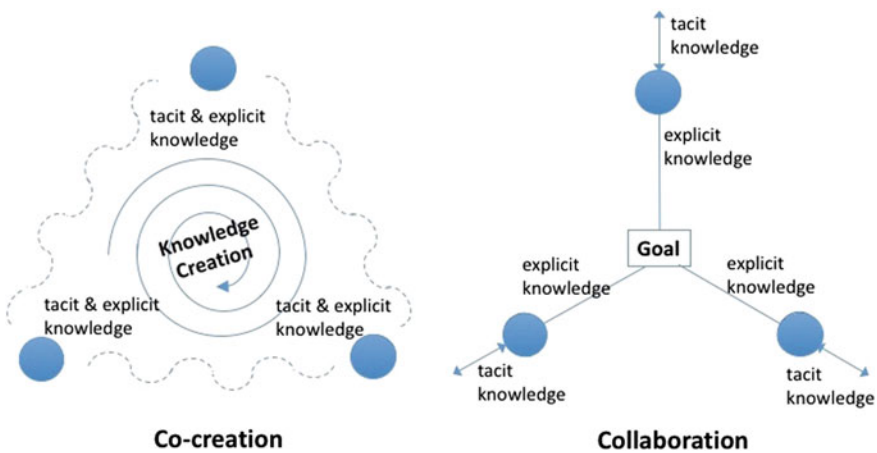 tacit & explicit
knowledge
Knowledge
Creation
tacit & explicit
knowledge
tacit & explicit
knowledge
Co-creation
tacit
knowledge
explicit
knowledge
Goal
explicit
knowledge
explicit
knowledge
tacit
knowledge
tacit
knowledge
Collaboration